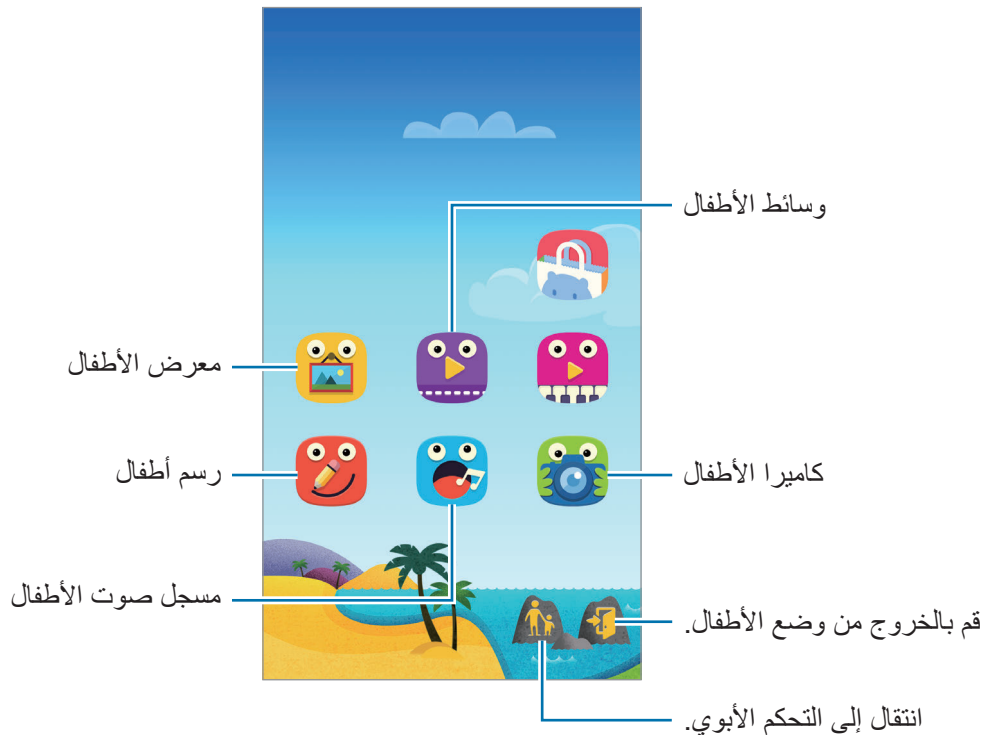 وسائط الأطفال
معرض الأطفال
كاميرا الأطفال
رسم أطفال
مسجل صوت الأطفال
قم بالخروج من وضع الأطفال.
انتقال إلى التحكم الأبوي.